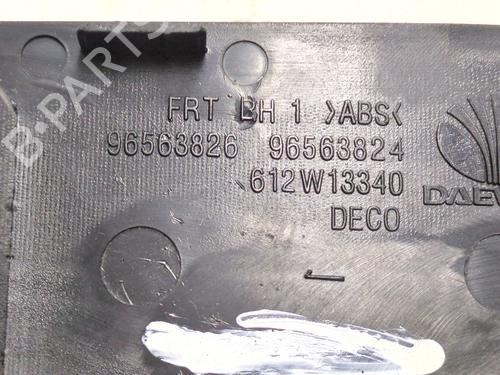 B-PARTS
FRT BH 1 >ABS<
96563826 96563824
612W13340
DECO
DAEW